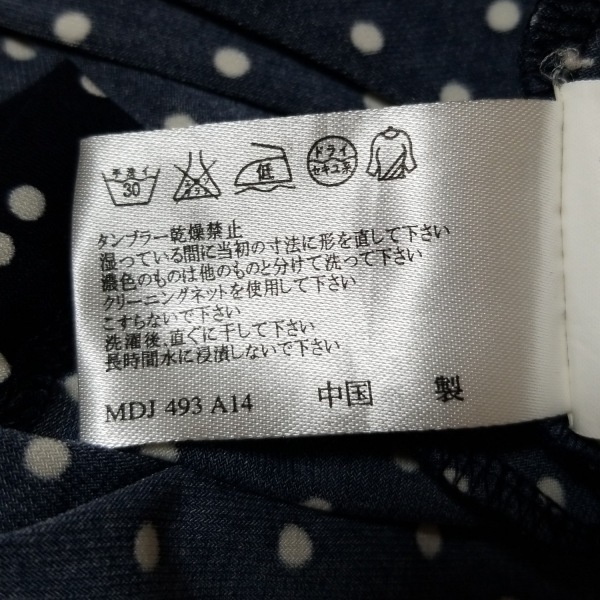 手洗イ 30 エンソサラシ 低 ドライ セキユ系
タンブラー乾燥禁止
湿っている間に当初の寸法に形を直して下さい
濃色のものは他のものと分けて洗って下さい
クリーニングネットを使用して下さい
こすらないで下さい
洗濯後,直ぐに干して下さい
長時間水に浸漬しないで下さい
MDJ 493 A14 中国 製